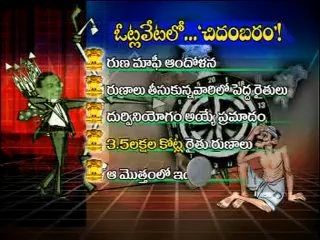 ఓట్లవేటలో...'చిదంబరం'!
రుణ మాఫీ ఆందోళన
రుణాలు తీసుకున్నవారిలో పెద్ద రైతులు
దుర్వినియోగం అయ్యే ప్రమాదం
3.5లక్షల కోట్ల రైతు రుణాలు
ఆ మొత్తంలో